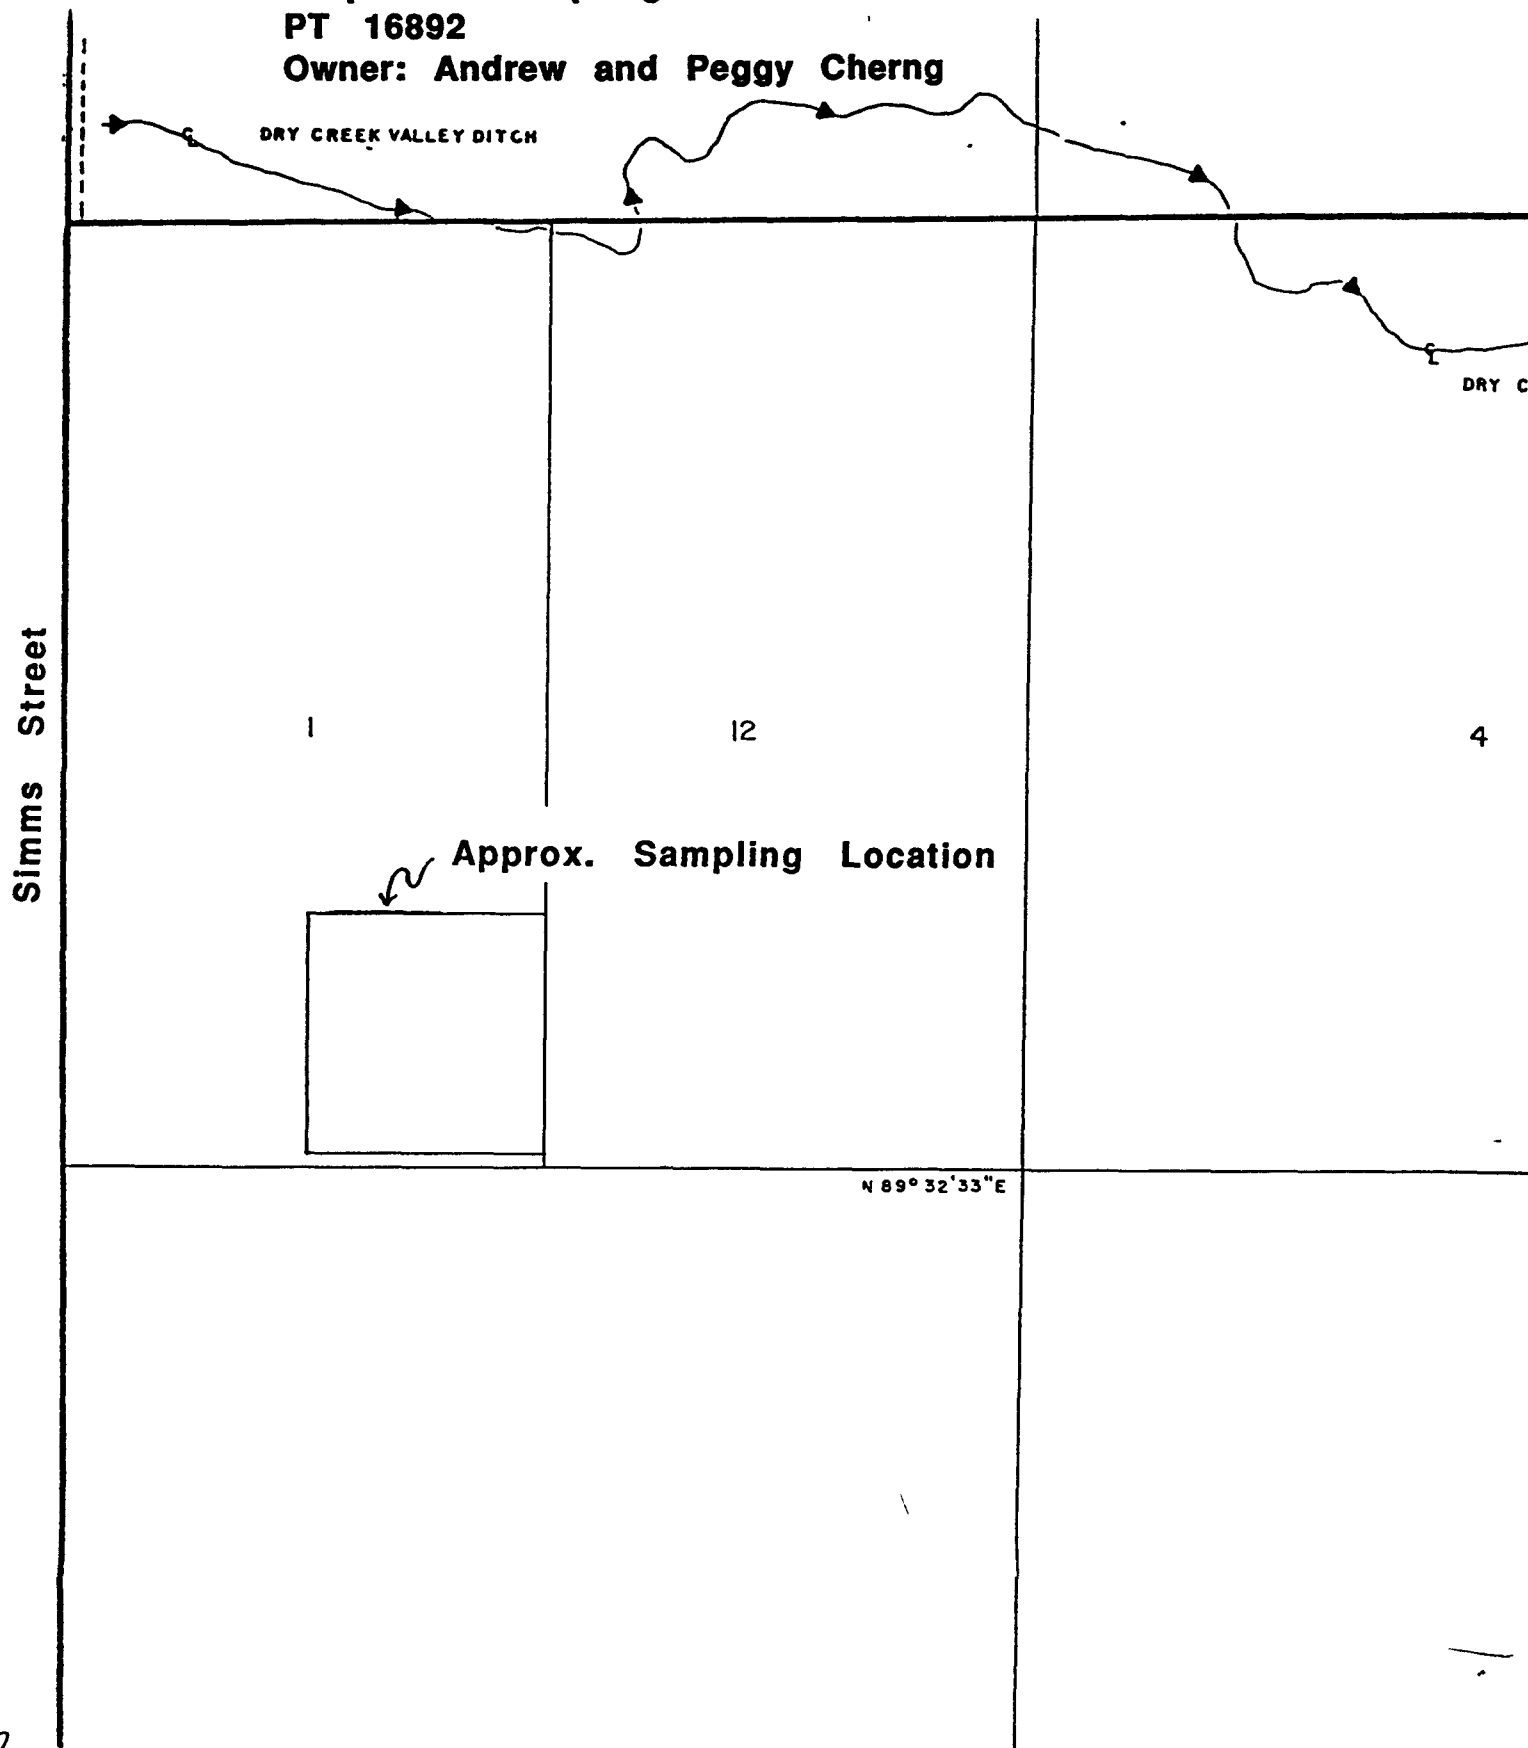 PT 16892
Owner: Andrew and Peggy Cherng
DRY CREEK VALLEY DITCH
DRY C
Simms Street
1
12
4
Approx. Sampling Location
N 89° 32' 33" E